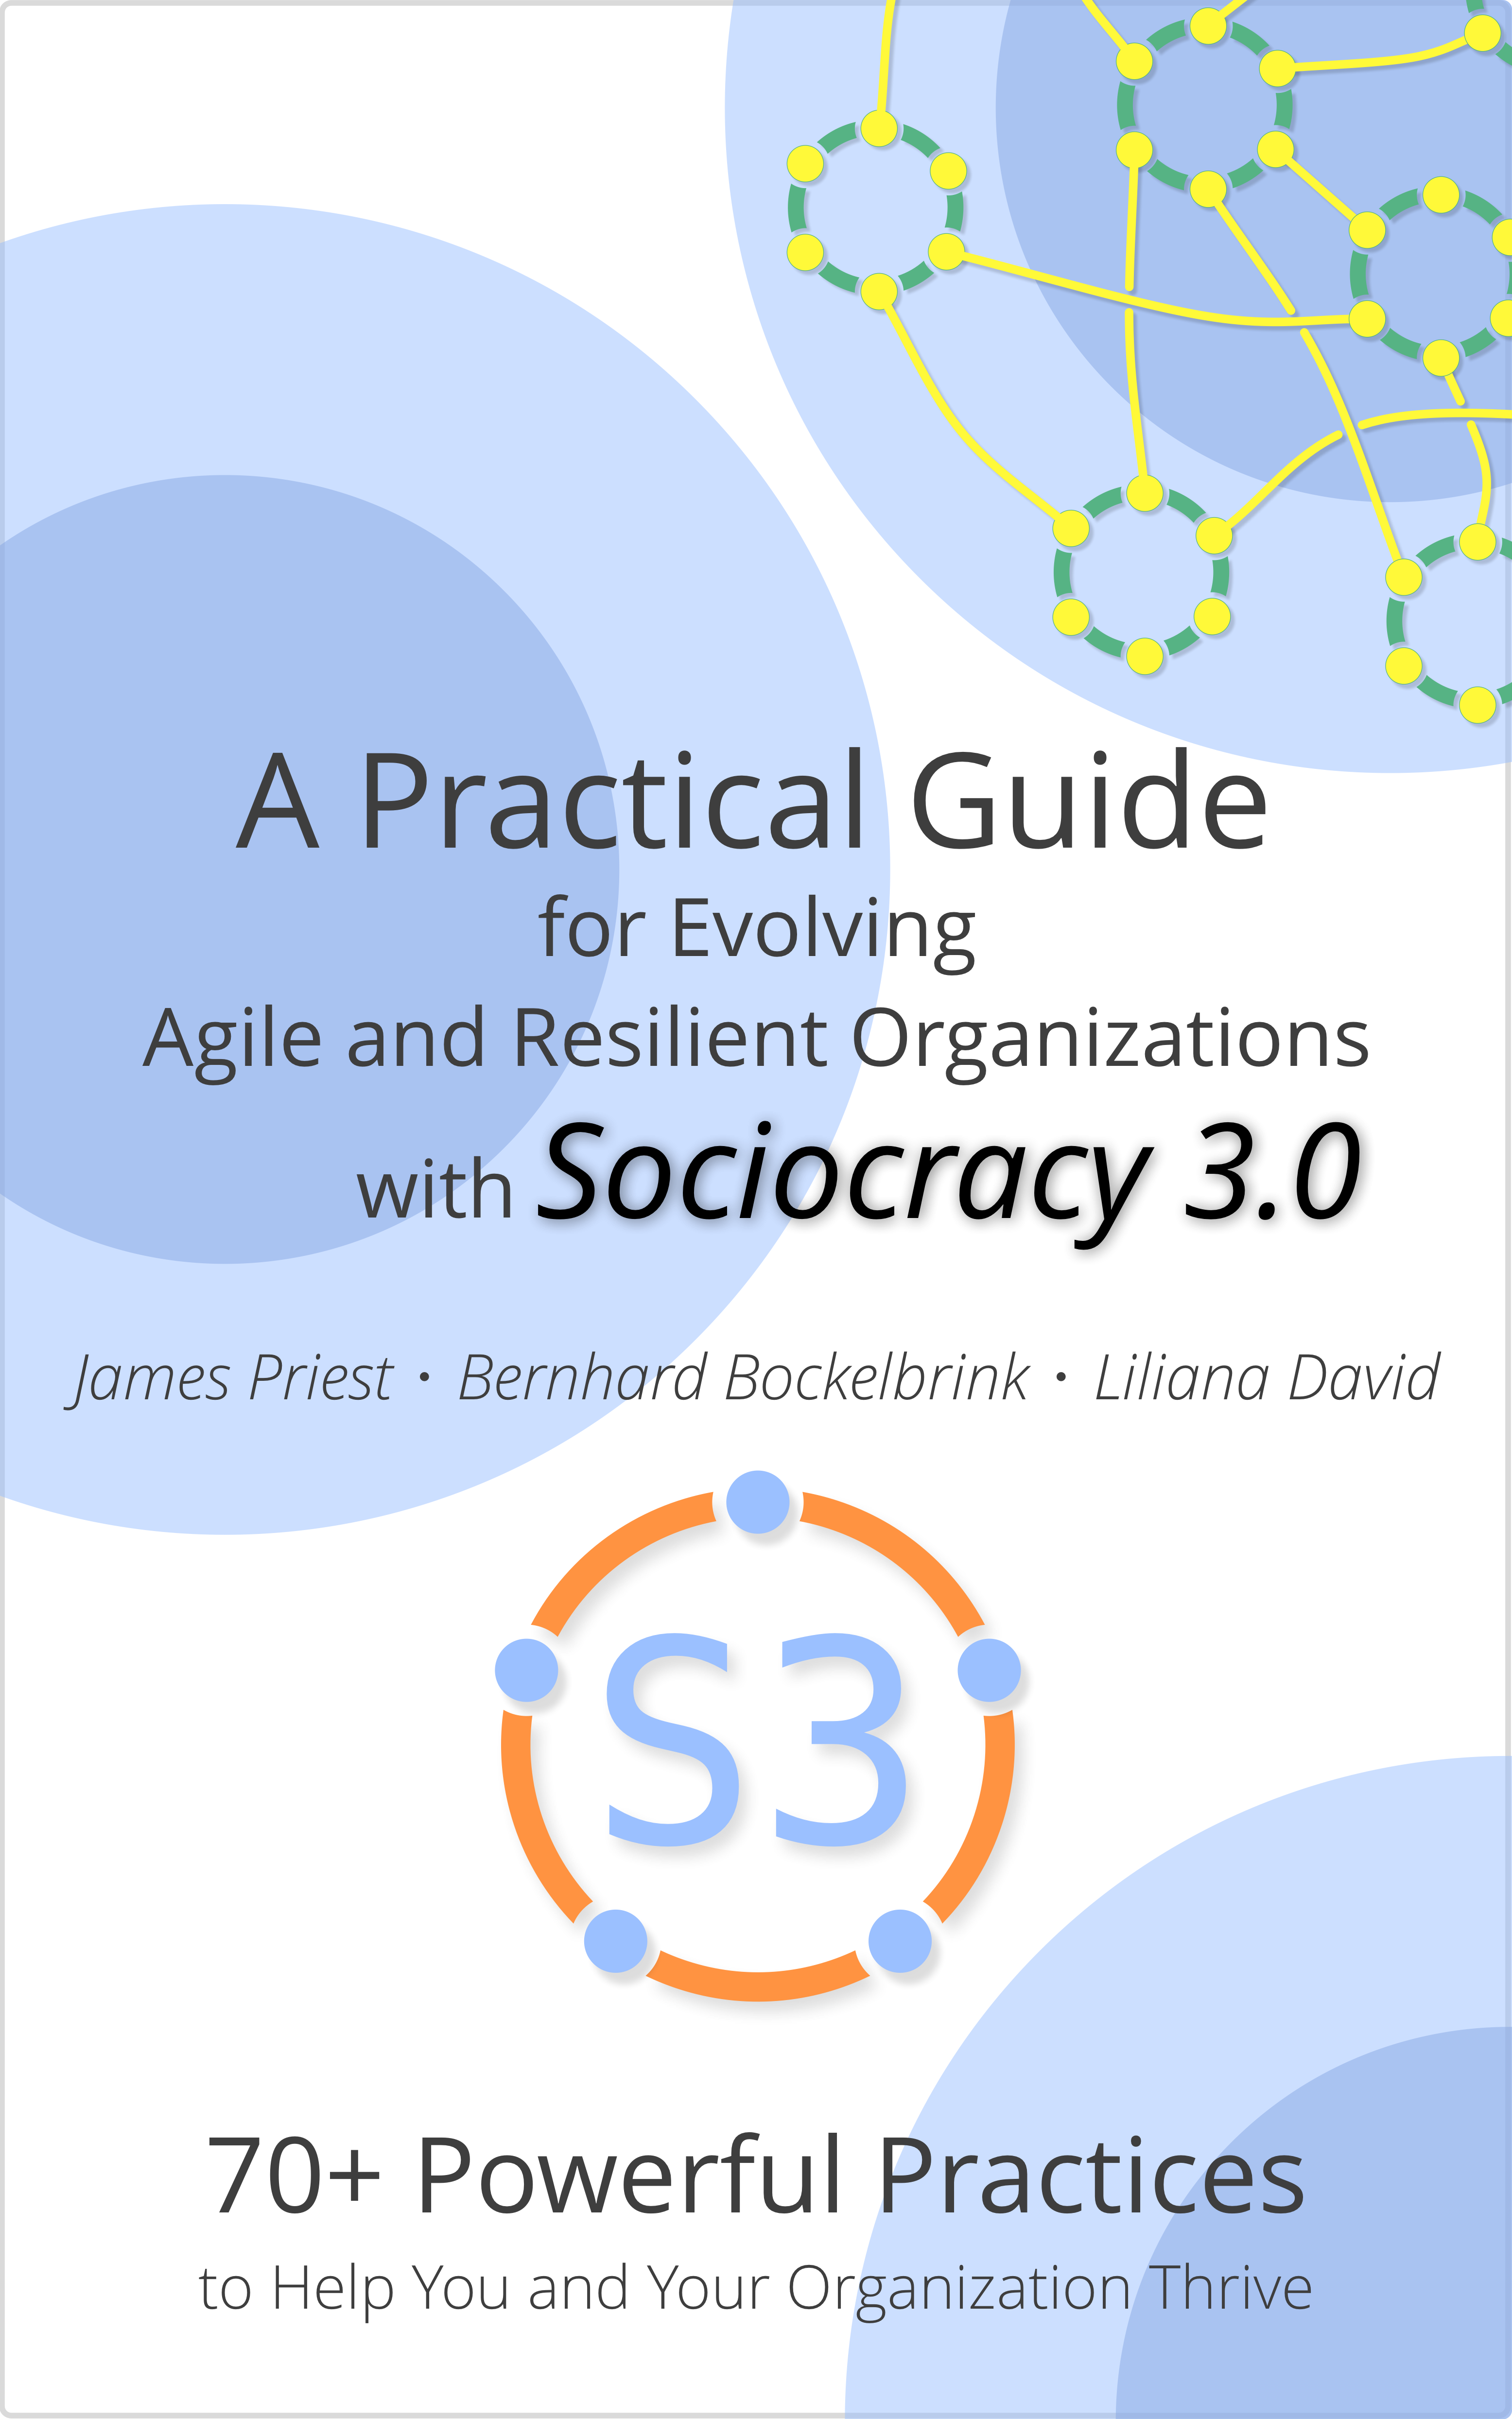 A Practical Guide
for Evolving
Agile and Resilient Organizations
with Sociocracy 3.0
James Priest • Bernhard Bockelbrink • Liliana David
S3
70+ Powerful Practices
to Help You and Your Organization Thrive